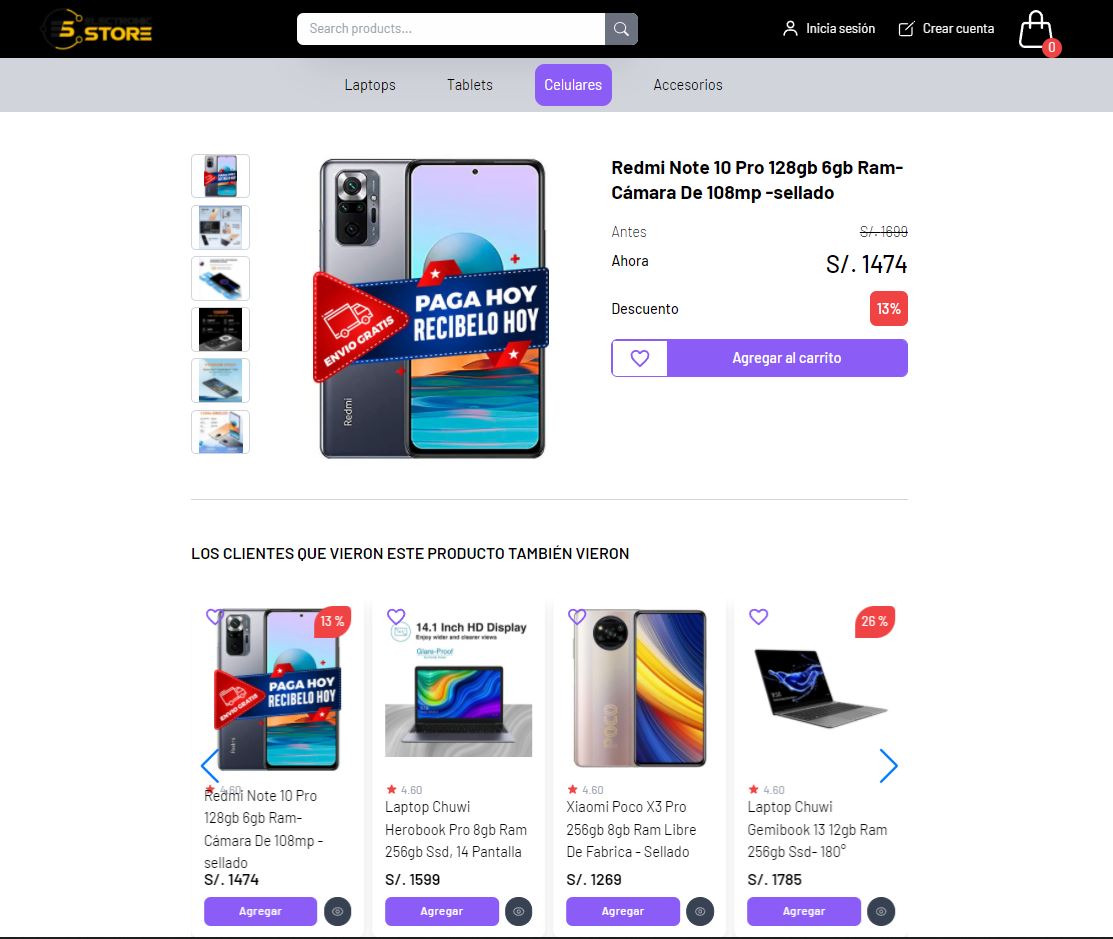 ELECTRONIC
5 STORE
Search products...
Inicia sesión
Crear cuenta
0
Laptops
Tablets
Celulares
Accesorios
Redmi Note 10 Pro 128gb 6gb Ram-
Cámara De 108mp -sellado
Antes
S/. 1699
Ahora
S/. 1474
Descuento
13%
Agregar al carrito
PAGA HOY
RECIBELO HOY
ENVIO GRATIS
Redmi
LOS CLIENTES QUE VIERON ESTE PRODUCTO TAMBIÉN VIERON
13 %
PAGA HOY
RECIBELO HOY
ENVIO GRATIS
Redmi
4.60
Redmi Note 10 Pro
128gb 6gb Ram-
Cámara De 108mp -
sellado
S/. 1474
Agregar
14.1 Inch HD Display
Enjoy wider and clearer views
Glare-Proof
4.60
Laptop Chuwi
Herobook Pro 8gb Ram
256gb Ssd, 14 Pantalla
S/. 1599
Agregar
POCO
4.60
Xiaomi Poco X3 Pro
256gb 8gb Ram Libre
De Fabrica - Sellado
S/. 1269
Agregar
26 %
4.60
Laptop Chuwi
Gemibook 13 12gb Ram
256gb Ssd- 180°
S/. 1785
Agregar